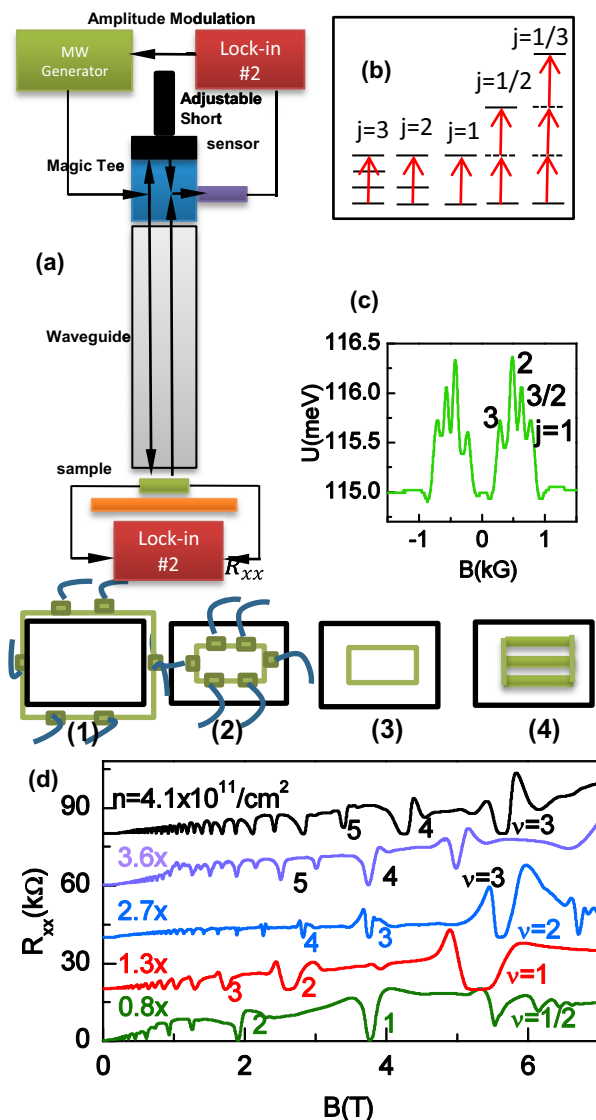 Amplitude Modulation
MW
Generator
Lock-in
#2
Adjustable
Short
sensor
Magic Tee
(a)
Waveguide
sample
Lock-in
#2
Rxx
(b)
j=3
j=2
j=1
j=1/2
j=1/3
(c)
116.5
116.0
115.5
115.0
U(meV)
2
3/2
3
j=1
-1
0
1
B(kG)
(1)
(2)
(3)
(4)
(d)
n=4.1x10^11/cm^2
5
4
ν=3
3.6x
5
4
ν=3
2.7x
4
3
ν=2
1.3x
3
2
ν=1
0.8x
2
1
ν=1/2
90
60
30
0
Rxx(kΩ)
0
2
4
6
B(T)